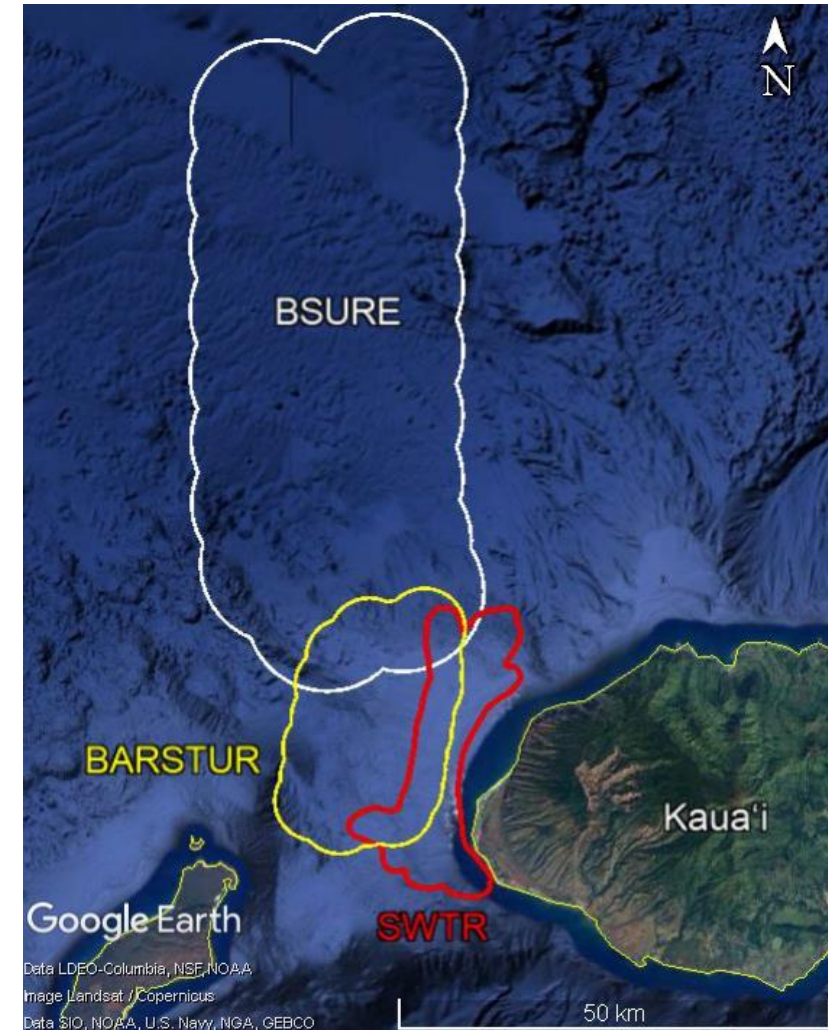 N
BSURE
BARSTUR
Kauaʻi
SWTR
Google Earth
Data LDEO-Columbia, NSF, NOAA
Image Landsat / Copernicus
Data SIO, NOAA, U.S. Navy, NGA, GEBCO
50 km